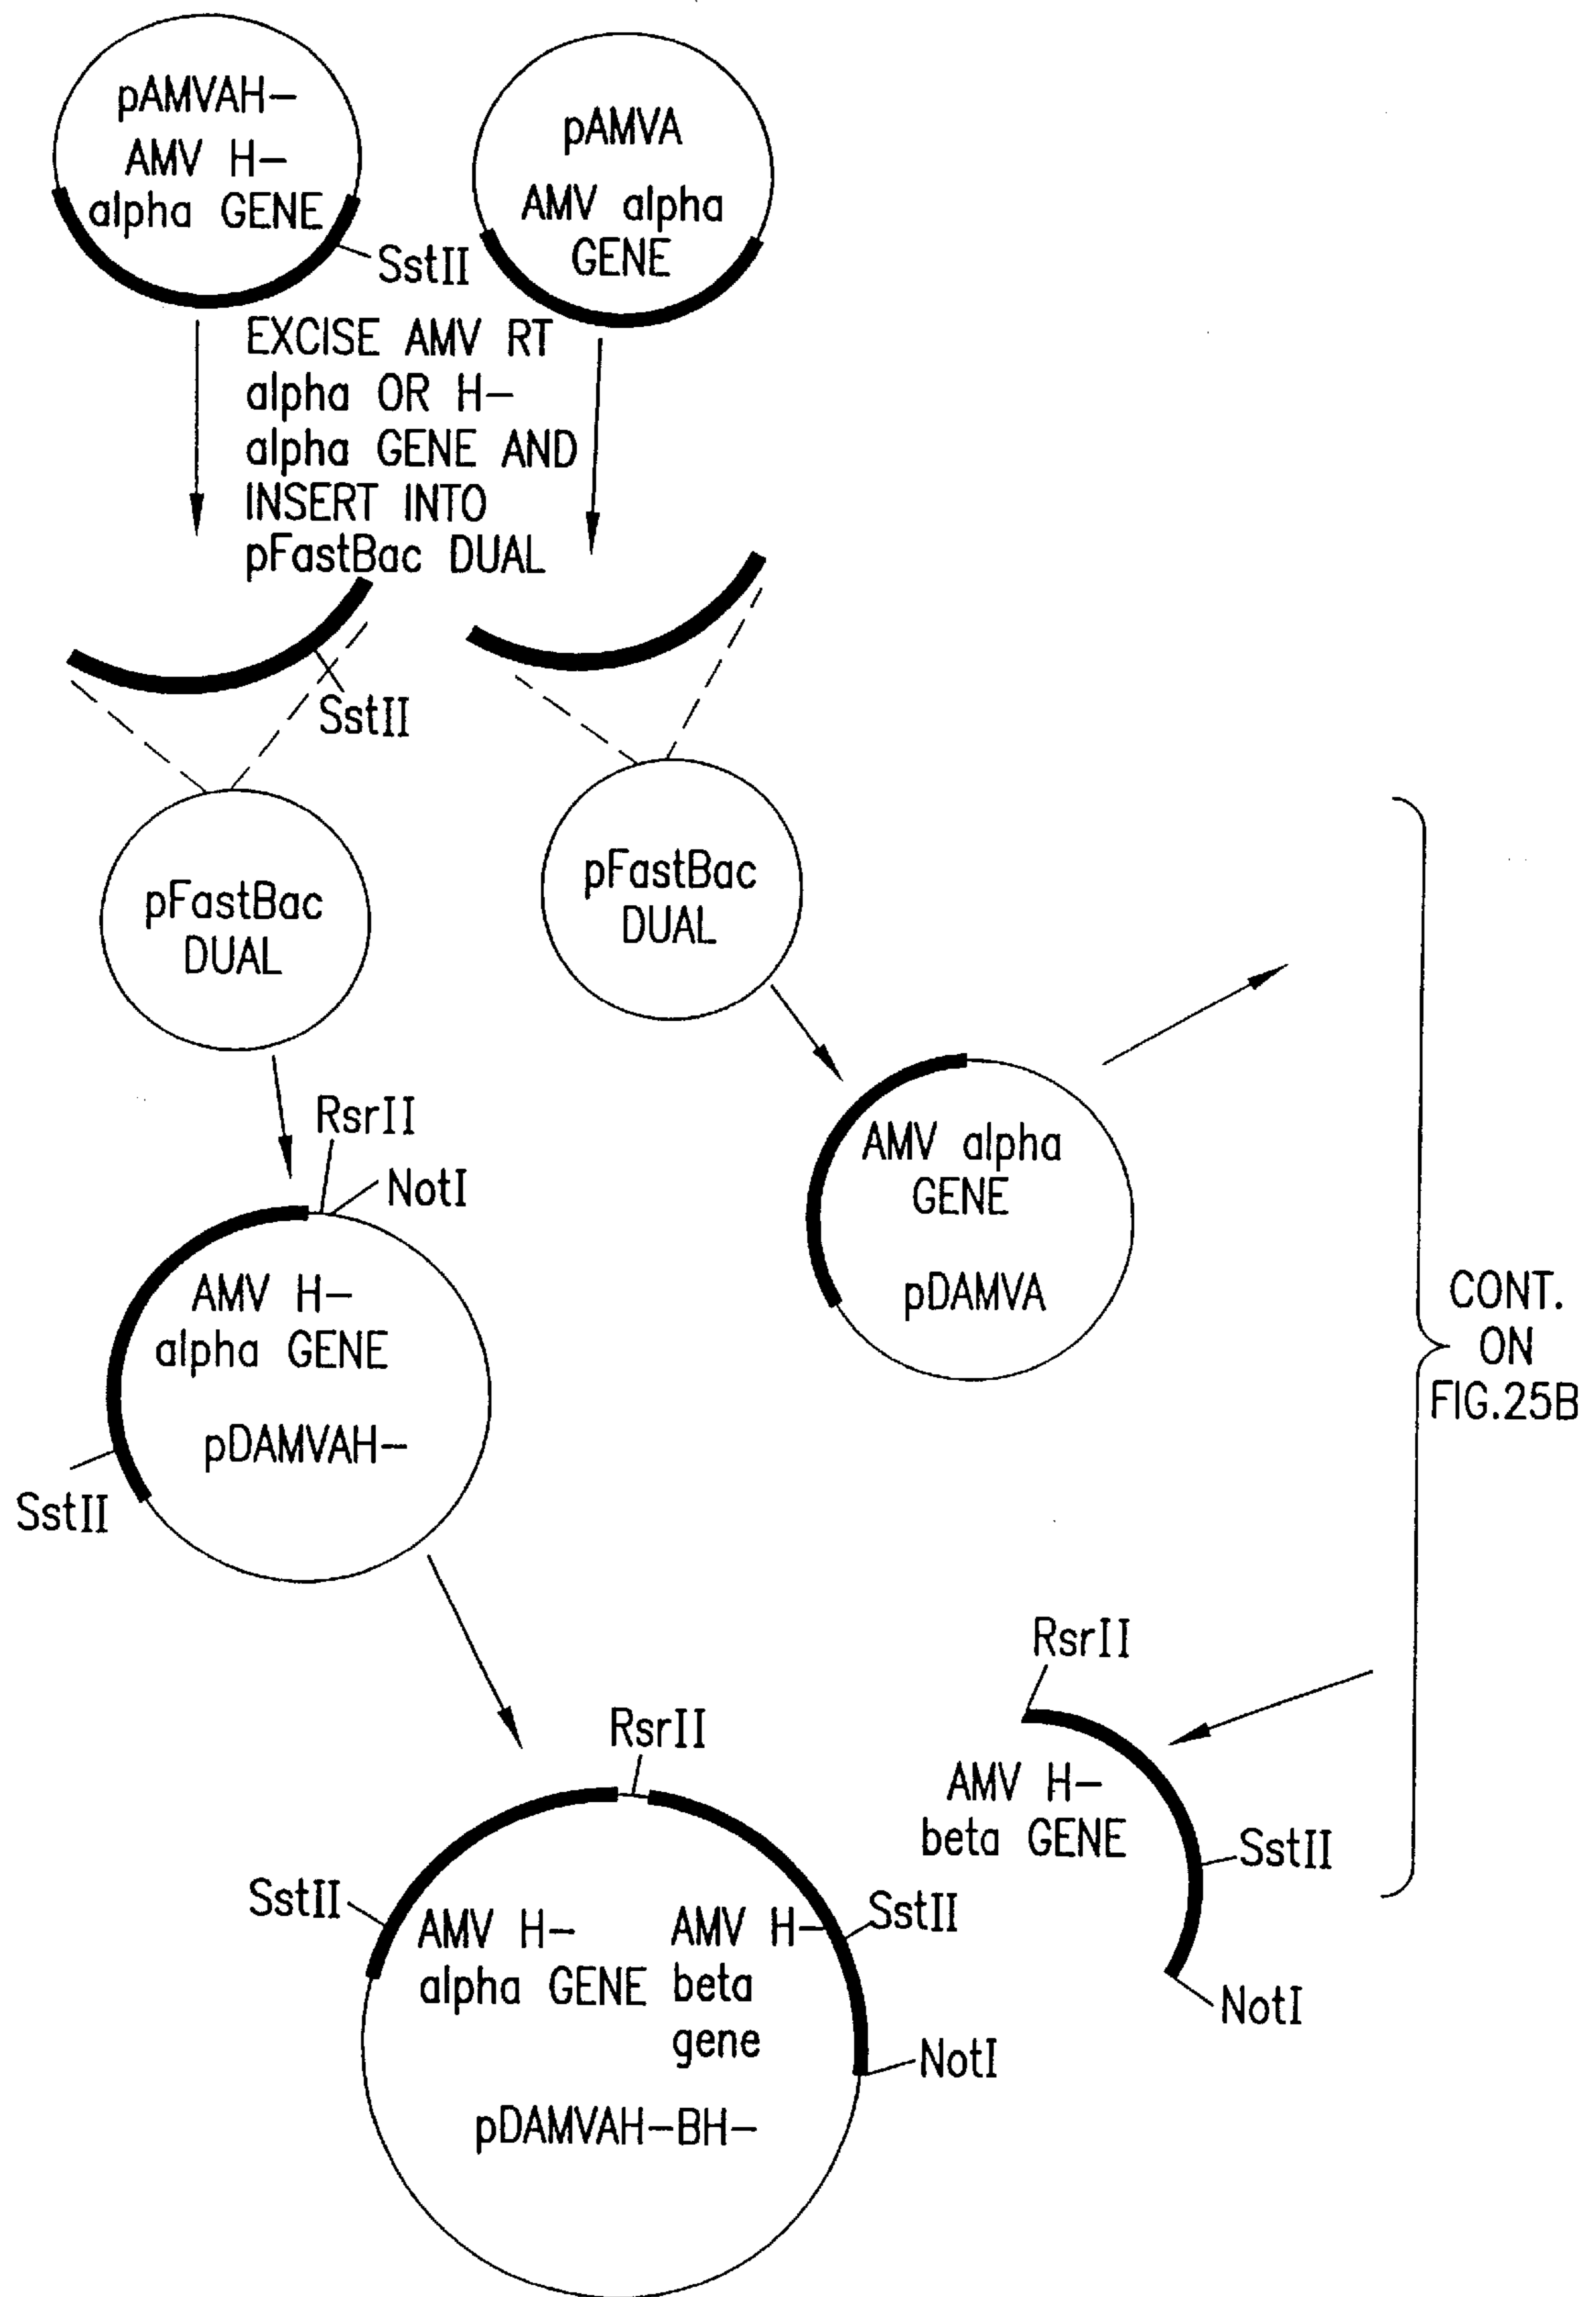 pAMVAH-
AMV H-
alpha GENE
SstII
pAMVA
AMV alpha
GENE
EXCISE AMV RT
alpha OR H-
alpha GENE AND
INSERT INTO
pFastBac DUAL
SstII
pFastBac
DUAL
pFastBac
DUAL
RsrII
NotI
AMV H-
alpha GENE
pDAMVAH-
SstII
AMV alpha
GENE
pDAMVA
CONT.
ON
FIG.25B
RsrII
AMV H-
beta GENE
SstII
NotI
RsrII
SstII
AMV H-
alpha GENE
AMV H-
beta
gene
SstII
NotI
pDAMVAH-BH-